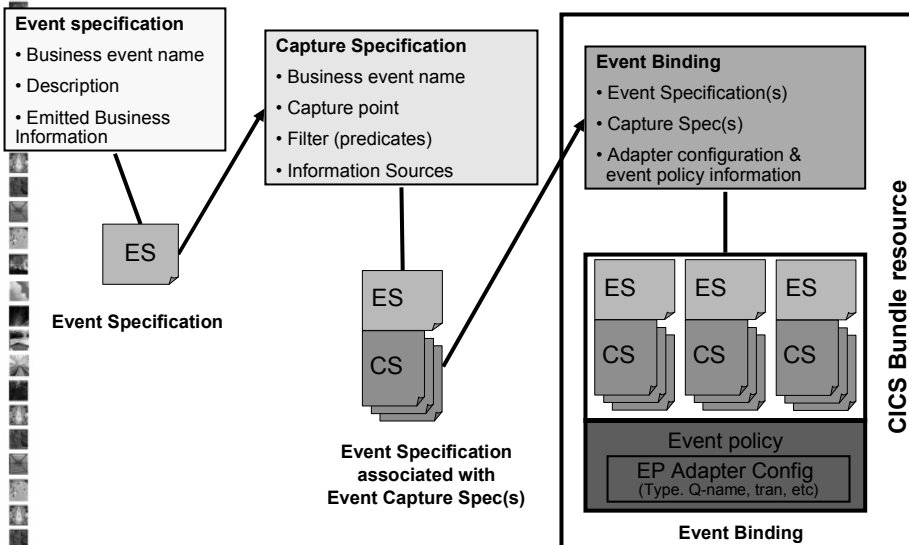 Event specification
• Business event name
• Description
• Emitted Business
Information
ES
Event Specification
Capture Specification
• Business event name
• Capture point
• Filter (predicates)
• Information Sources
ES
CS
Event Specification
associated with
Event Capture Spec(s)
Event Binding
• Event Specification(s)
• Capture Spec(s)
• Adapter configuration &
event policy information
ES
ES
ES
CS
CS
CS
Event policy
EP Adapter Config
(Type. Q-name, tran, etc)
Event Binding
CICS Bundle resource